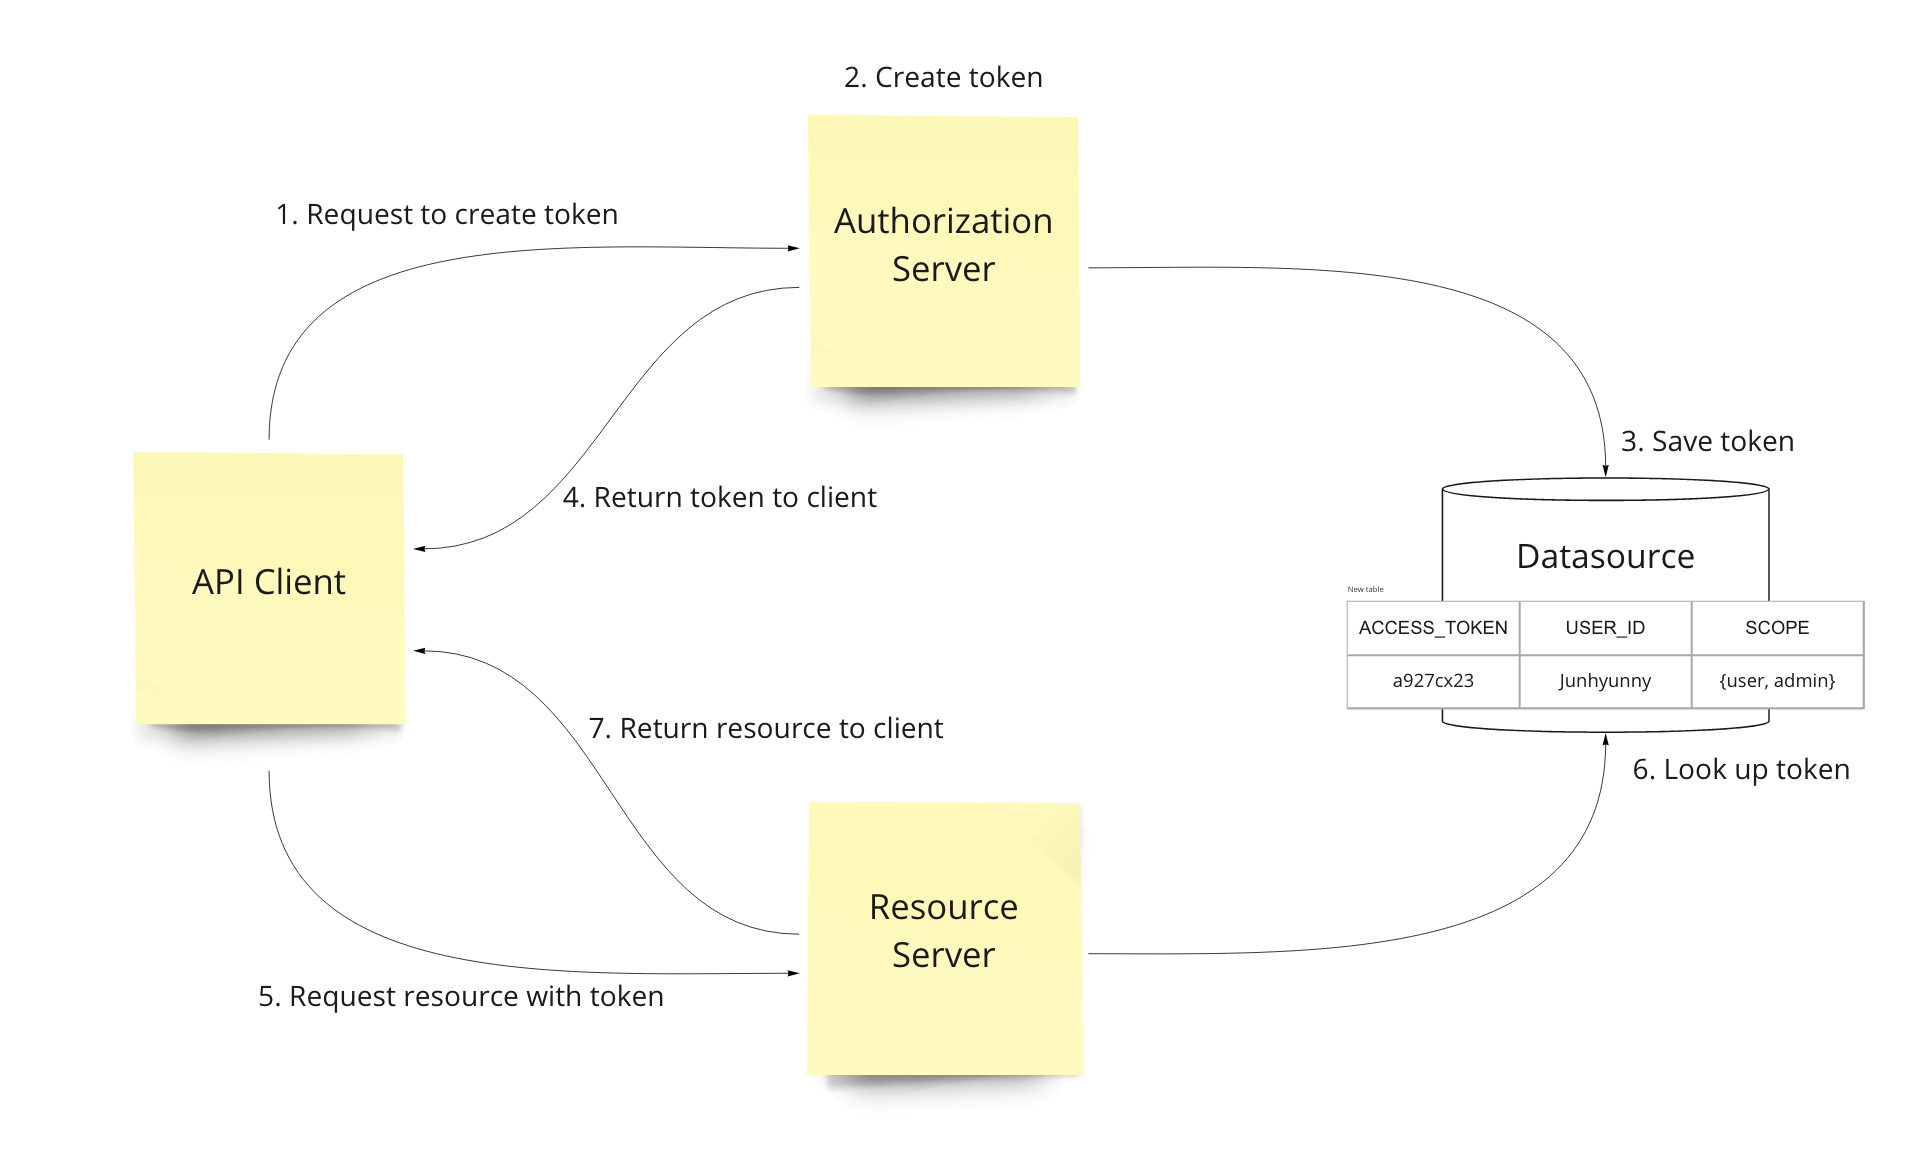 2. Create token
1. Request to create token
Authorization
Server
3. Save token
4. Return token to client
API Client
Datasource
New table
ACCESS_TOKEN USER_ID SCOPE
a927cx23 Junhyunny {user, admin}
7. Return resource to client
6. Look up token
Resource
Server
5. Request resource with token